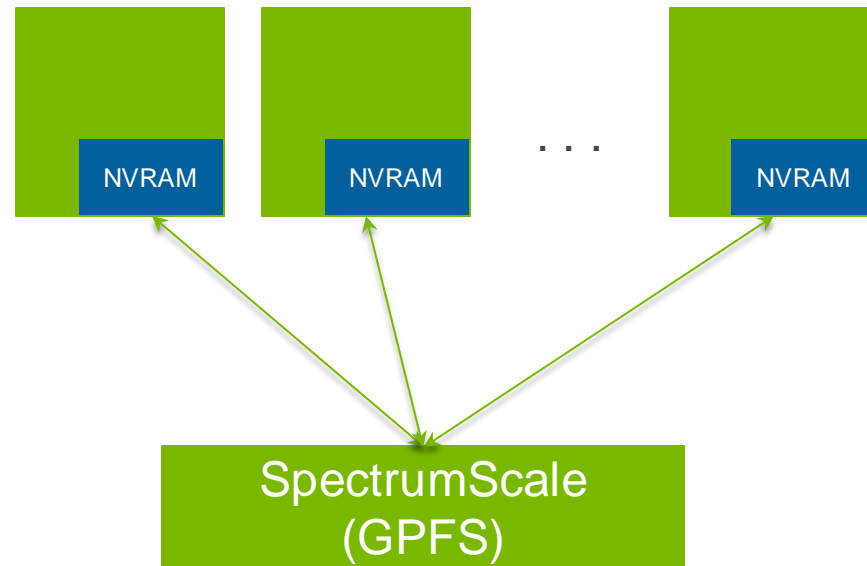 NVRAM
NVRAM
. . .
NVRAM
SpectrumScale
(GPFS)